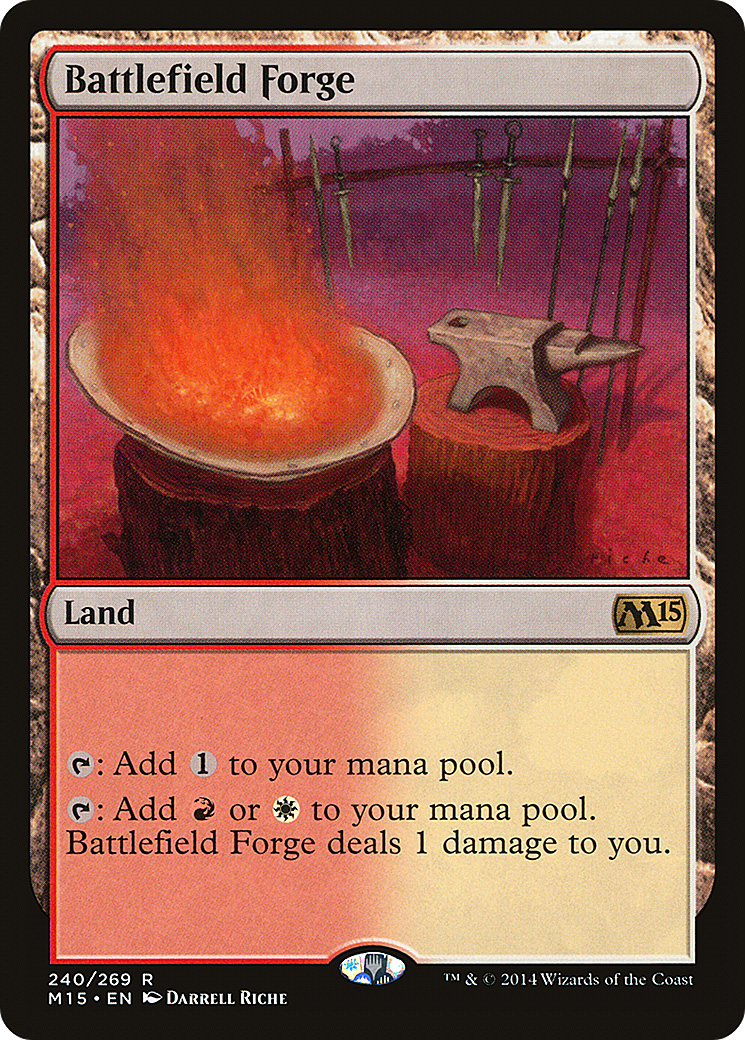 Battlefield Forge
riche
Land
M15
: Add 1 to your mana pool.
: Add or to your mana pool.
Battlefield Forge deals 1 damage to you.
240/269 R
™ & © 2014 Wizards of the Coast
M15 • EN DARRELL RICHE